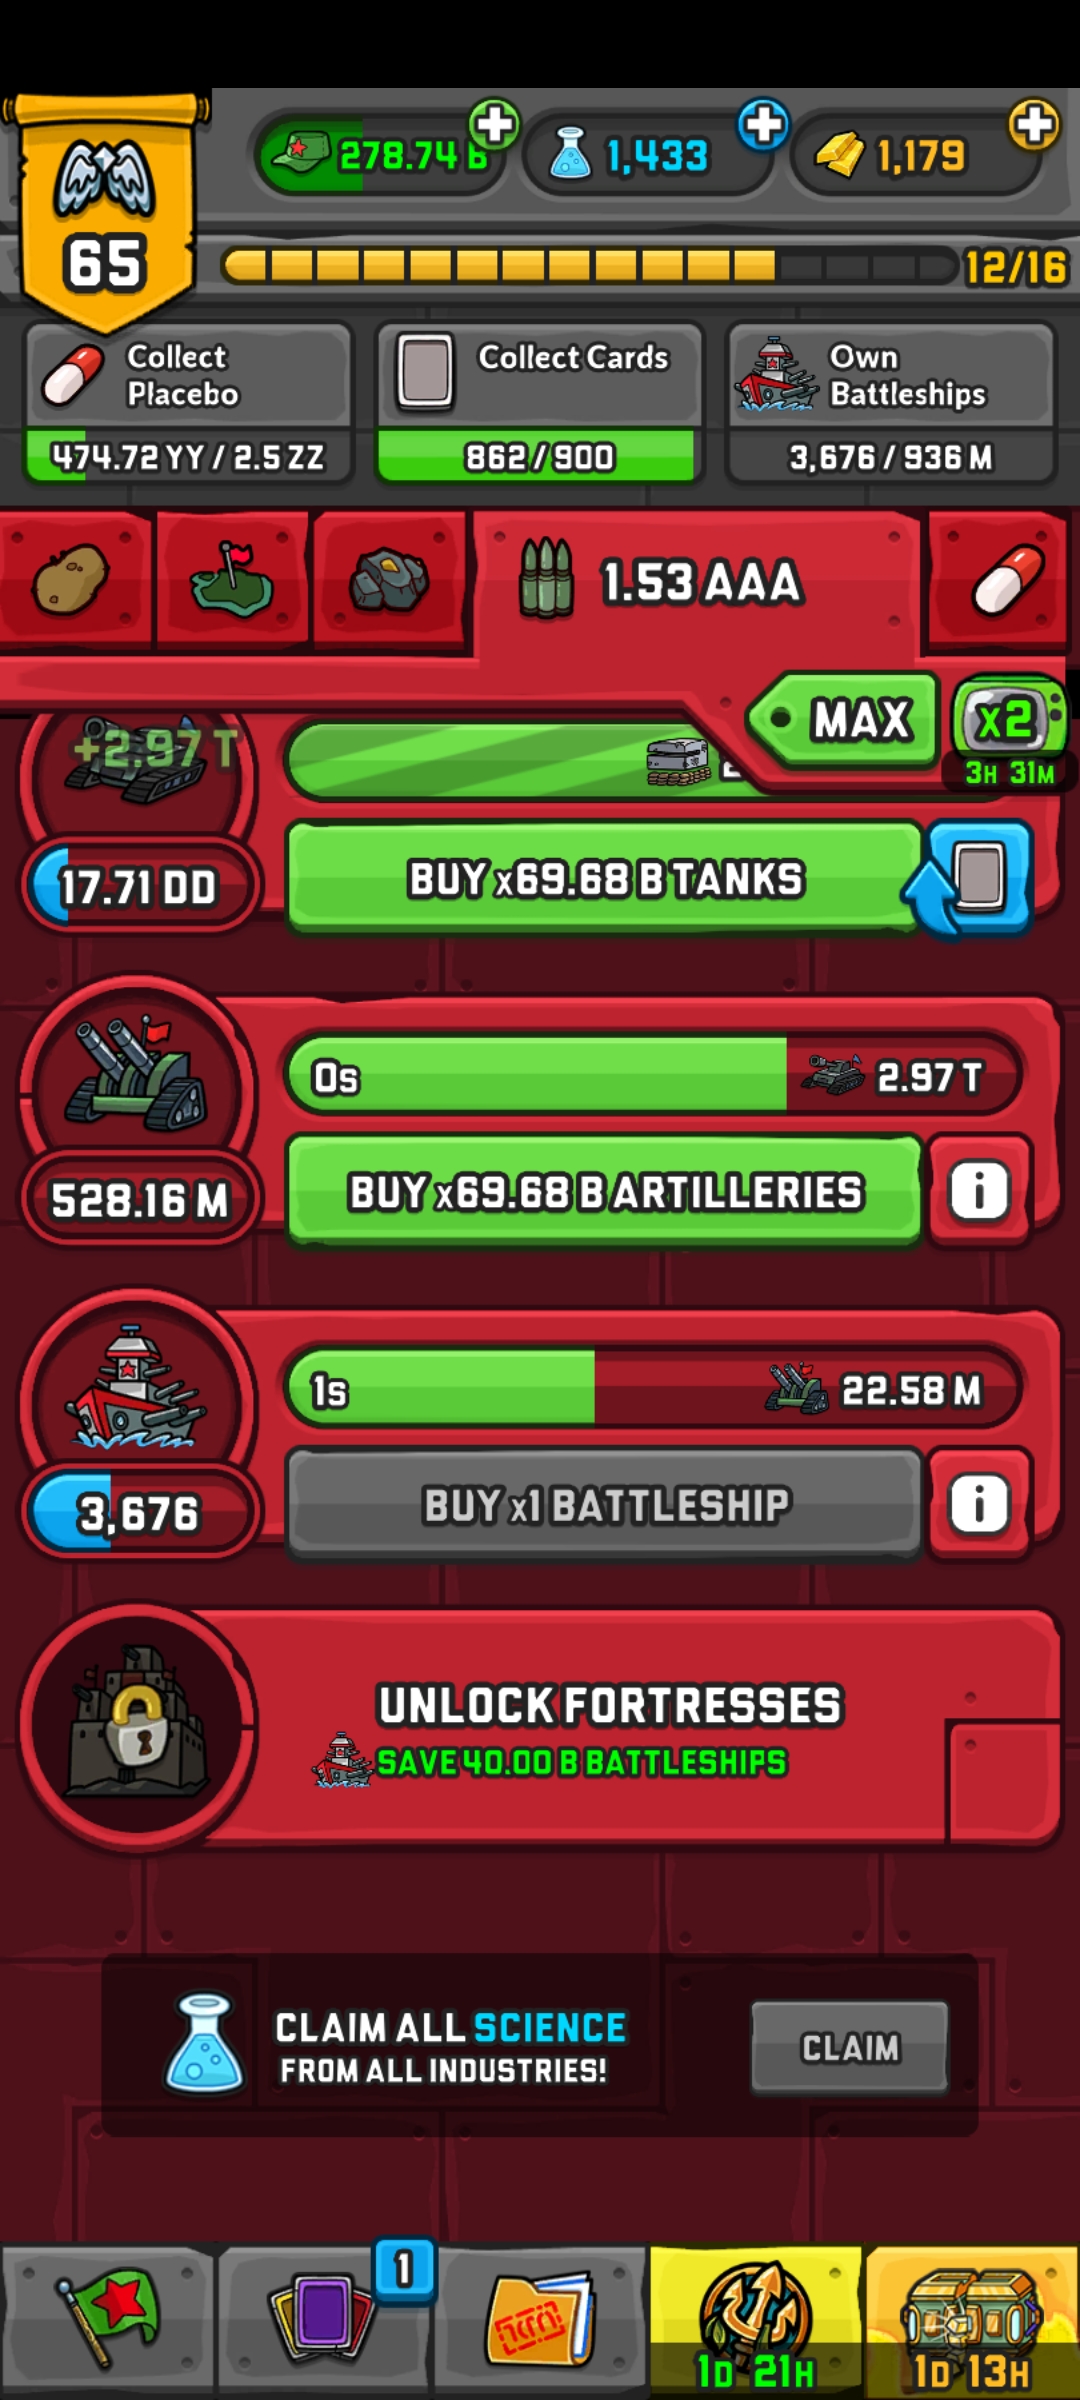 278.74 B
1,433
1,179
65
12/16
Collect
Placebo
Collect Cards
Own
Battleships
474.72 YY / 2.5 ZZ
862/900
3,676 / 936 M
1.53 AAA
MAX
x2
3H 31M
+2.97 T
17.71 DD
BUY x69.68 B TANKS
0s
2.97 T
528.16 M
BUY x69.68 B ARTILLERIES
1s
22.58 M
3,676
BUY x1 BATTLESHIP
UNLOCK FORTRESSES
SAVE 40.00 B BATTLESHIPS
CLAIM ALL SCIENCE
FROM ALL INDUSTRIES!
CLAIM
1
1D 21H
1D 13H